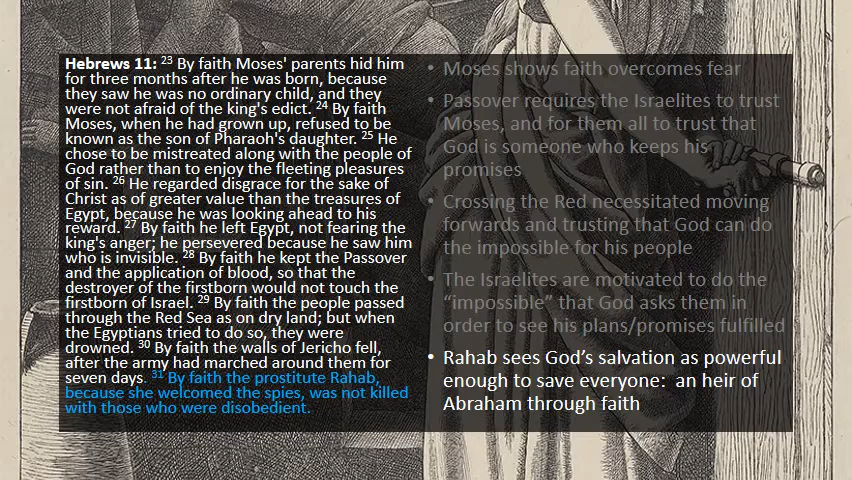 Hebrews 11: 23 By faith Moses' parents hid him
for three months after he was born, because
they saw he was no ordinary child, and they
were not afraid of the king's edict. 24 By faith
Moses, when he had grown up, refused to be
known as the son of Pharaoh's daughter. 25 He
chose to be mistreated along with the people of
God rather than to enjoy the fleeting pleasures
of sin. 26 He regarded disgrace for the sake of
Christ as of greater value than the treasures of
Egypt, because he was looking ahead to his
reward. 27 By faith he left Egypt, not fearing the
king's anger; he persevered because he saw him
who is invisible. 28 By faith he kept the Passover
and the application of blood, so that the
destroyer of the firstborn would not touch the
firstborn of Israel. 29 By faith the people passed
through the Red Sea as on dry land; but when
the Egyptians tried to do so, they were
drowned. 30 By faith the walls of Jericho fell,
after the army had marched around them for
seven days. 31 By faith the prostitute Rahab,
because she welcomed the spies, was not killed
with those who were disobedient.
• Moses shows faith overcomes fear
• Passover requires the Israelites to trust
Moses, and for them all to trust that
God is someone who keeps his
promises
• Crossing the Red necessitated moving
forwards and trusting that God can do
the impossible for his people
• The Israelites are motivated to do the
“impossible” that God asks them in
order to see his plans/promises fulfilled
• Rahab sees God’s salvation as powerful
enough to save everyone: an heir of
Abraham through faith